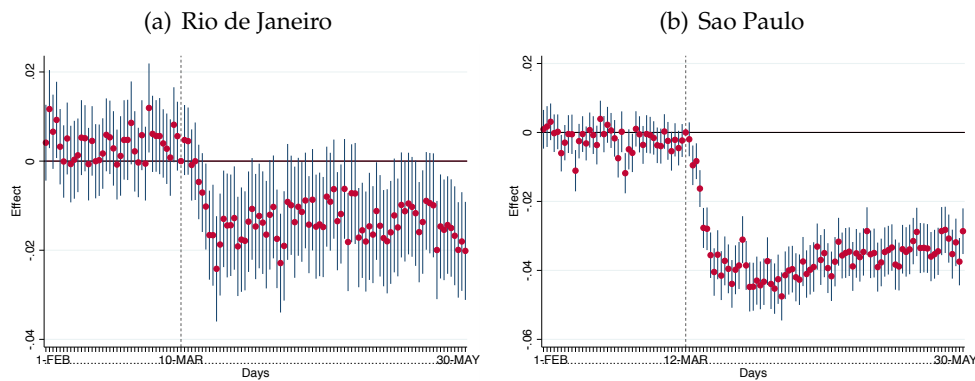 (a) Rio de Janeiro
.02
0
-.02
-.04
Effect
1-FEB
10-MAR
30-MAY
Days
(b) Sao Paulo
.02
0
-.02
-.04
-.06
Effect
1-FEB
12-MAR
30-MAY
Days